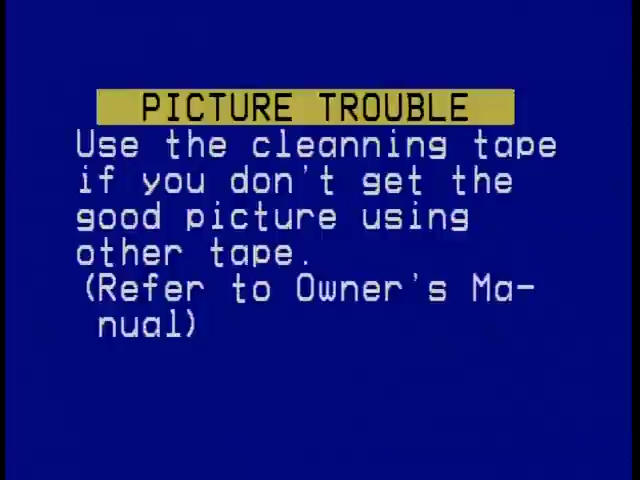 PICTURE TROUBLE
Use the cleanning tape
if you don't get the
good picture using
other tape.
(Refer to Owner's Ma-
nual)